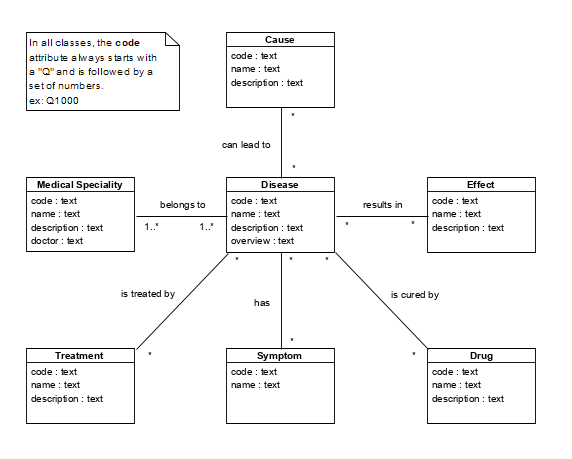 In all classes, the code
attribute always starts with
a "Q" and is followed by a
set of numbers.
ex: Q1000
Cause
code : text
name : text
description : text
*
can lead to
*
Medical Speciality
code : text
name : text
description : text
doctor : text
belongs to
1..*
1..*
Disease
code : text
name : text
description : text
overview : text
results in
*
*
Effect
code : text
name : text
description : text
*
*
*
is treated by
has
is cured by
*
*
*
Treatment
code : text
name : text
description : text
Symptom
code : text
name : text
Drug
code : text
name : text
description : text